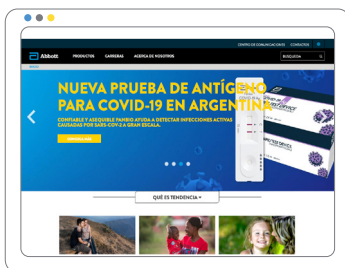 CENTRO DE COMUNICACIONES CONTACTOS
Abbott PRODUCTOS CARRERAS ACERCA DE NOSOTROS BÚSQUEDA
INICIO
NUEVA PRUEBA DE ANTÍGENO
PARA COVID-19 EN ARGENTINA
CONFIABLE Y ASEQUIBLE PANBIO AYUDA A DETECTAR INFECCIONES ACTIVAS
CAUSADAS POR SARS-COV-2 A GRAN ESCALA.
QUÉ ES TENDENCIA